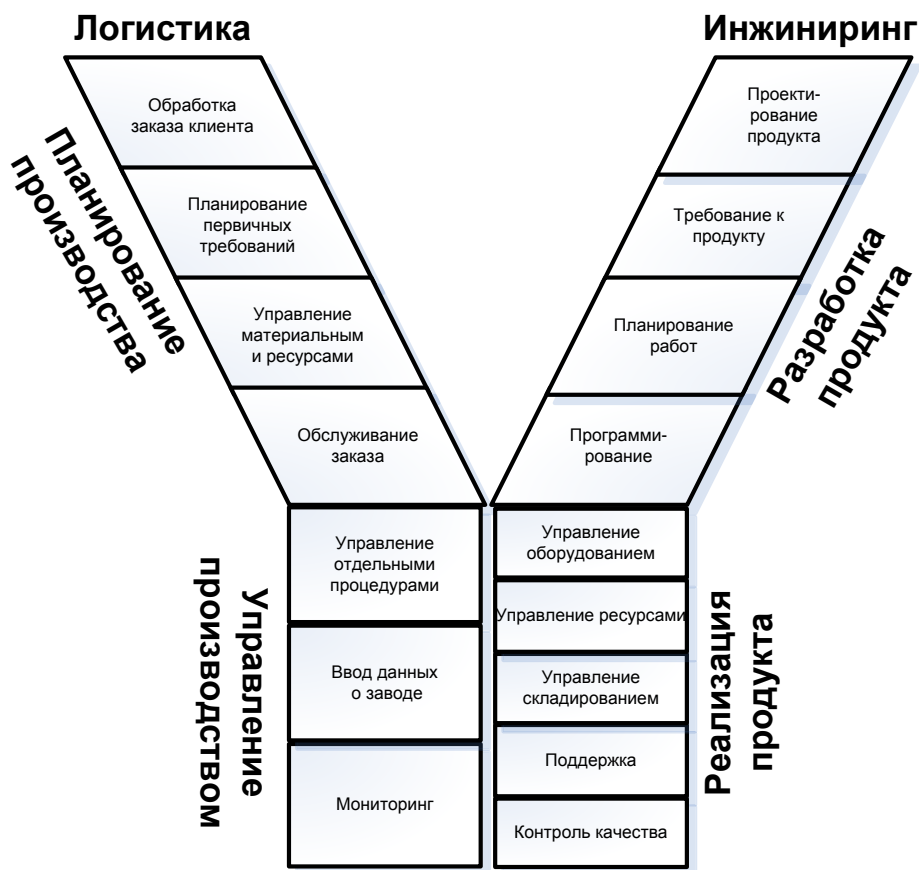 Логистика
Инжиниринг
Планирование
производства
Обработка
заказа клиента
Планирование
первичных
требований
Управление
материальным
и ресурсами
Обслуживание
заказа
Управление
производством
Управление
отдельными
процедурами
Ввод данных
о заводе
Мониторинг
Проекти-
рование
продукта
Требование к
продукту
Планирование
работ
Программи-
рование
Разработка
продукта
Управление
оборудованием
Управление ресурсами
Управление
складированием
Поддержка
Контроль качества
Реализация
продукта